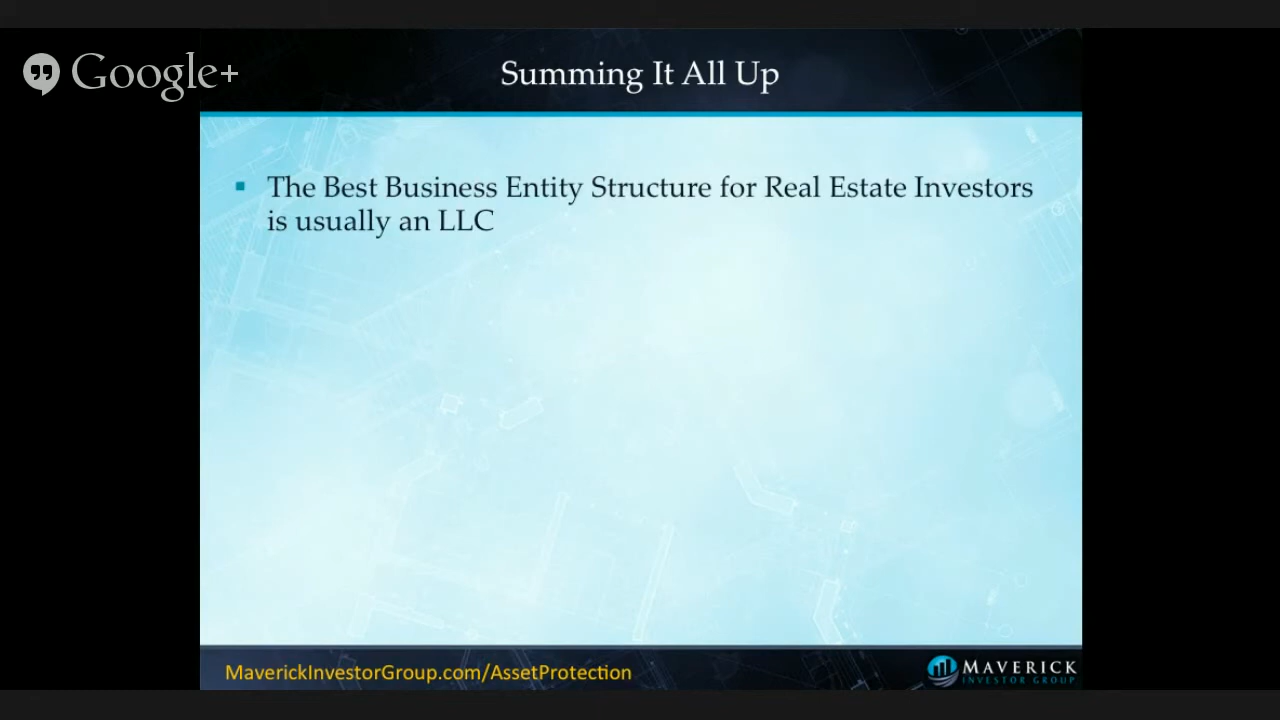 Google+
Summing It All Up
The Best Business Entity Structure for Real Estate Investors
is usually an LLC
MaverickInvestorGroup.com/AssetProtection
MAVERICK
INVESTOR GROUP